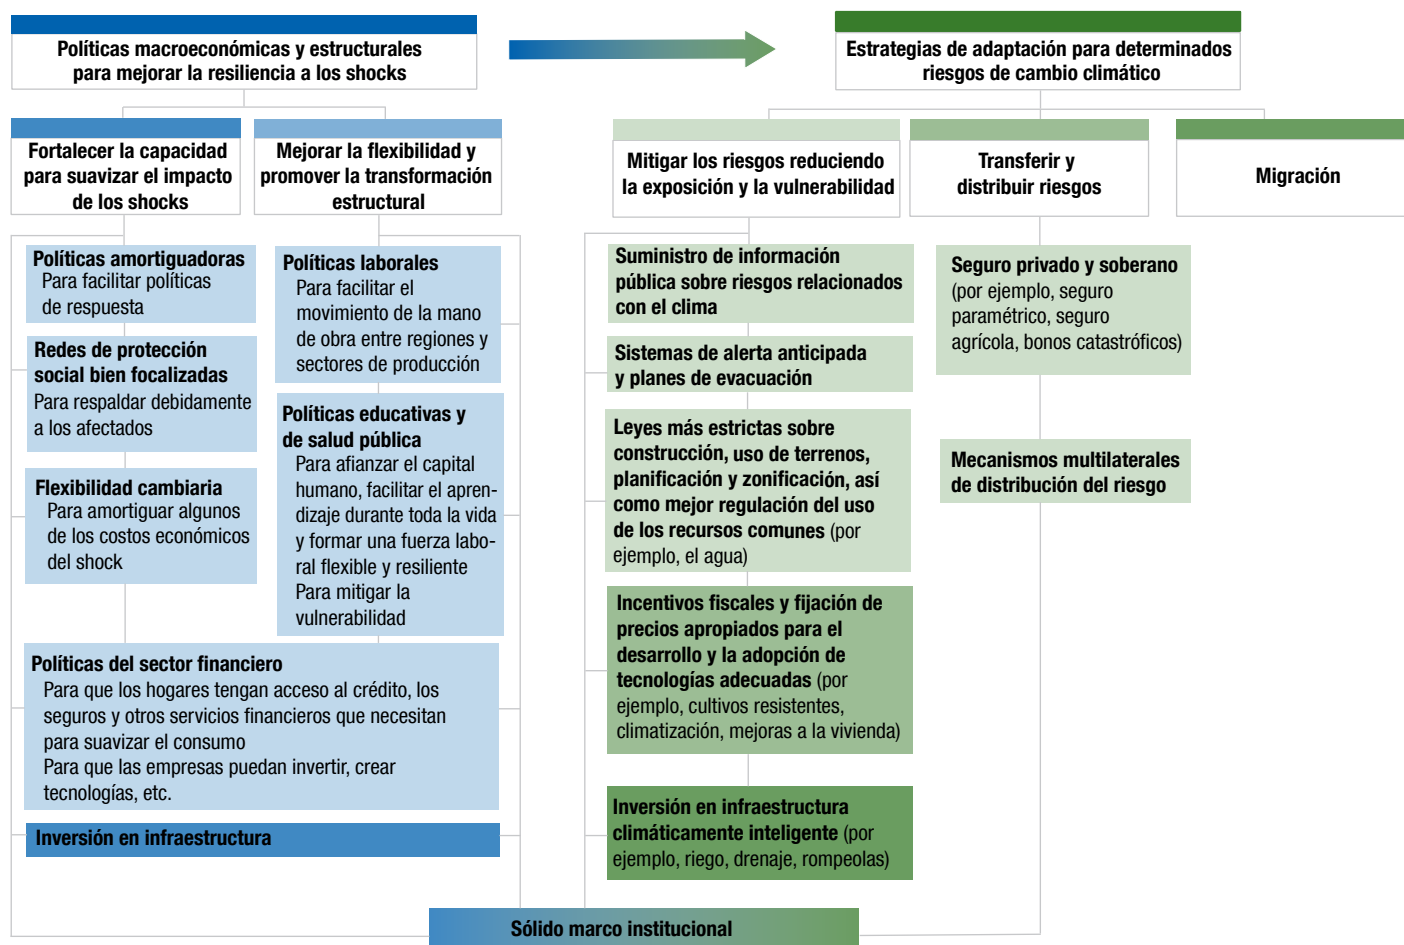 Políticas macroeconómicas y estructurales
para mejorar la resiliencia a los shocks
Estrategias de adaptación para determinados
riesgos de cambio climático
Fortalecer la capacidad
para suavizar el impacto
de los shocks
Mejorar la flexibilidad y
promover la transformación
estructural
Mitigar los riesgos reduciendo
la exposición y la vulnerabilidad
Transferir y
distribuir riesgos
Migración
Políticas amortiguadoras
Para facilitar políticas
de respuesta
Redes de protección
social bien focalizadas
Para respaldar debidamente
a los afectados
Flexibilidad cambiaria
Para amortiguar algunos
de los costos económicos
del shock
Políticas laborales
Para facilitar el
movimiento de la mano
de obra entre regiones y
sectores de producción
Políticas educativas y
de salud pública
Para afianzar el capital
humano, facilitar el apren-
dizaje durante toda la vida
y formar una fuerza labo-
ral flexible y resiliente
Para mitigar la
vulnerabilidad
Políticas del sector financiero
Para que los hogares tengan acceso al crédito, los
seguros y otros servicios financieros que necesitan
para suavizar el consumo
Para que las empresas puedan invertir, crear
tecnologías, etc.
Inversión en infraestructura
Suministro de información
pública sobre riesgos relacionados
con el clima
Sistemas de alerta anticipada
y planes de evacuación
Leyes más estrictas sobre
construcción, uso de terrenos,
planificación y zonificación, así
como mejor regulación del uso
de los recursos comunes (por
ejemplo, el agua)
Incentivos fiscales y fijación de
precios apropiados para el
desarrollo y la adopción de
tecnologías adecuadas (por
ejemplo, cultivos resistentes,
climatización, mejoras a la vivienda)
Inversión en infraestructura
climáticamente inteligente (por
ejemplo, riego, drenaje, rompeolas)
Seguro privado y soberano
(por ejemplo, seguro
paramétrico, seguro
agrícola, bonos catastróficos)
Mecanismos multilaterales
de distribución del riesgo
Sólido marco institucional